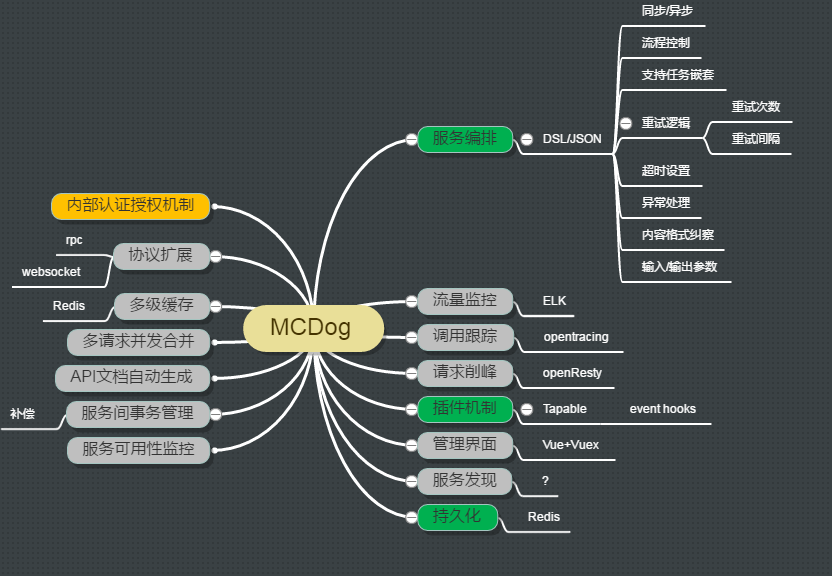 MCDog
服务编排
DSL/JSON
同步/异步
流程控制
支持任务嵌套
重试逻辑
重试次数
重试间隔
超时设置
异常处理
内容格式纠察
输入/输出参数
流量监控
ELK
调用跟踪
opentracing
请求削峰
openResty
插件机制
Tapable
event hooks
管理界面
Vue+Vuex
服务发现
?
持久化
Redis
内部认证授权机制
协议扩展
rpc
websocket
多级缓存
Redis
多请求并发合并
API文档自动生成
服务间事务管理
补偿
服务可用性监控